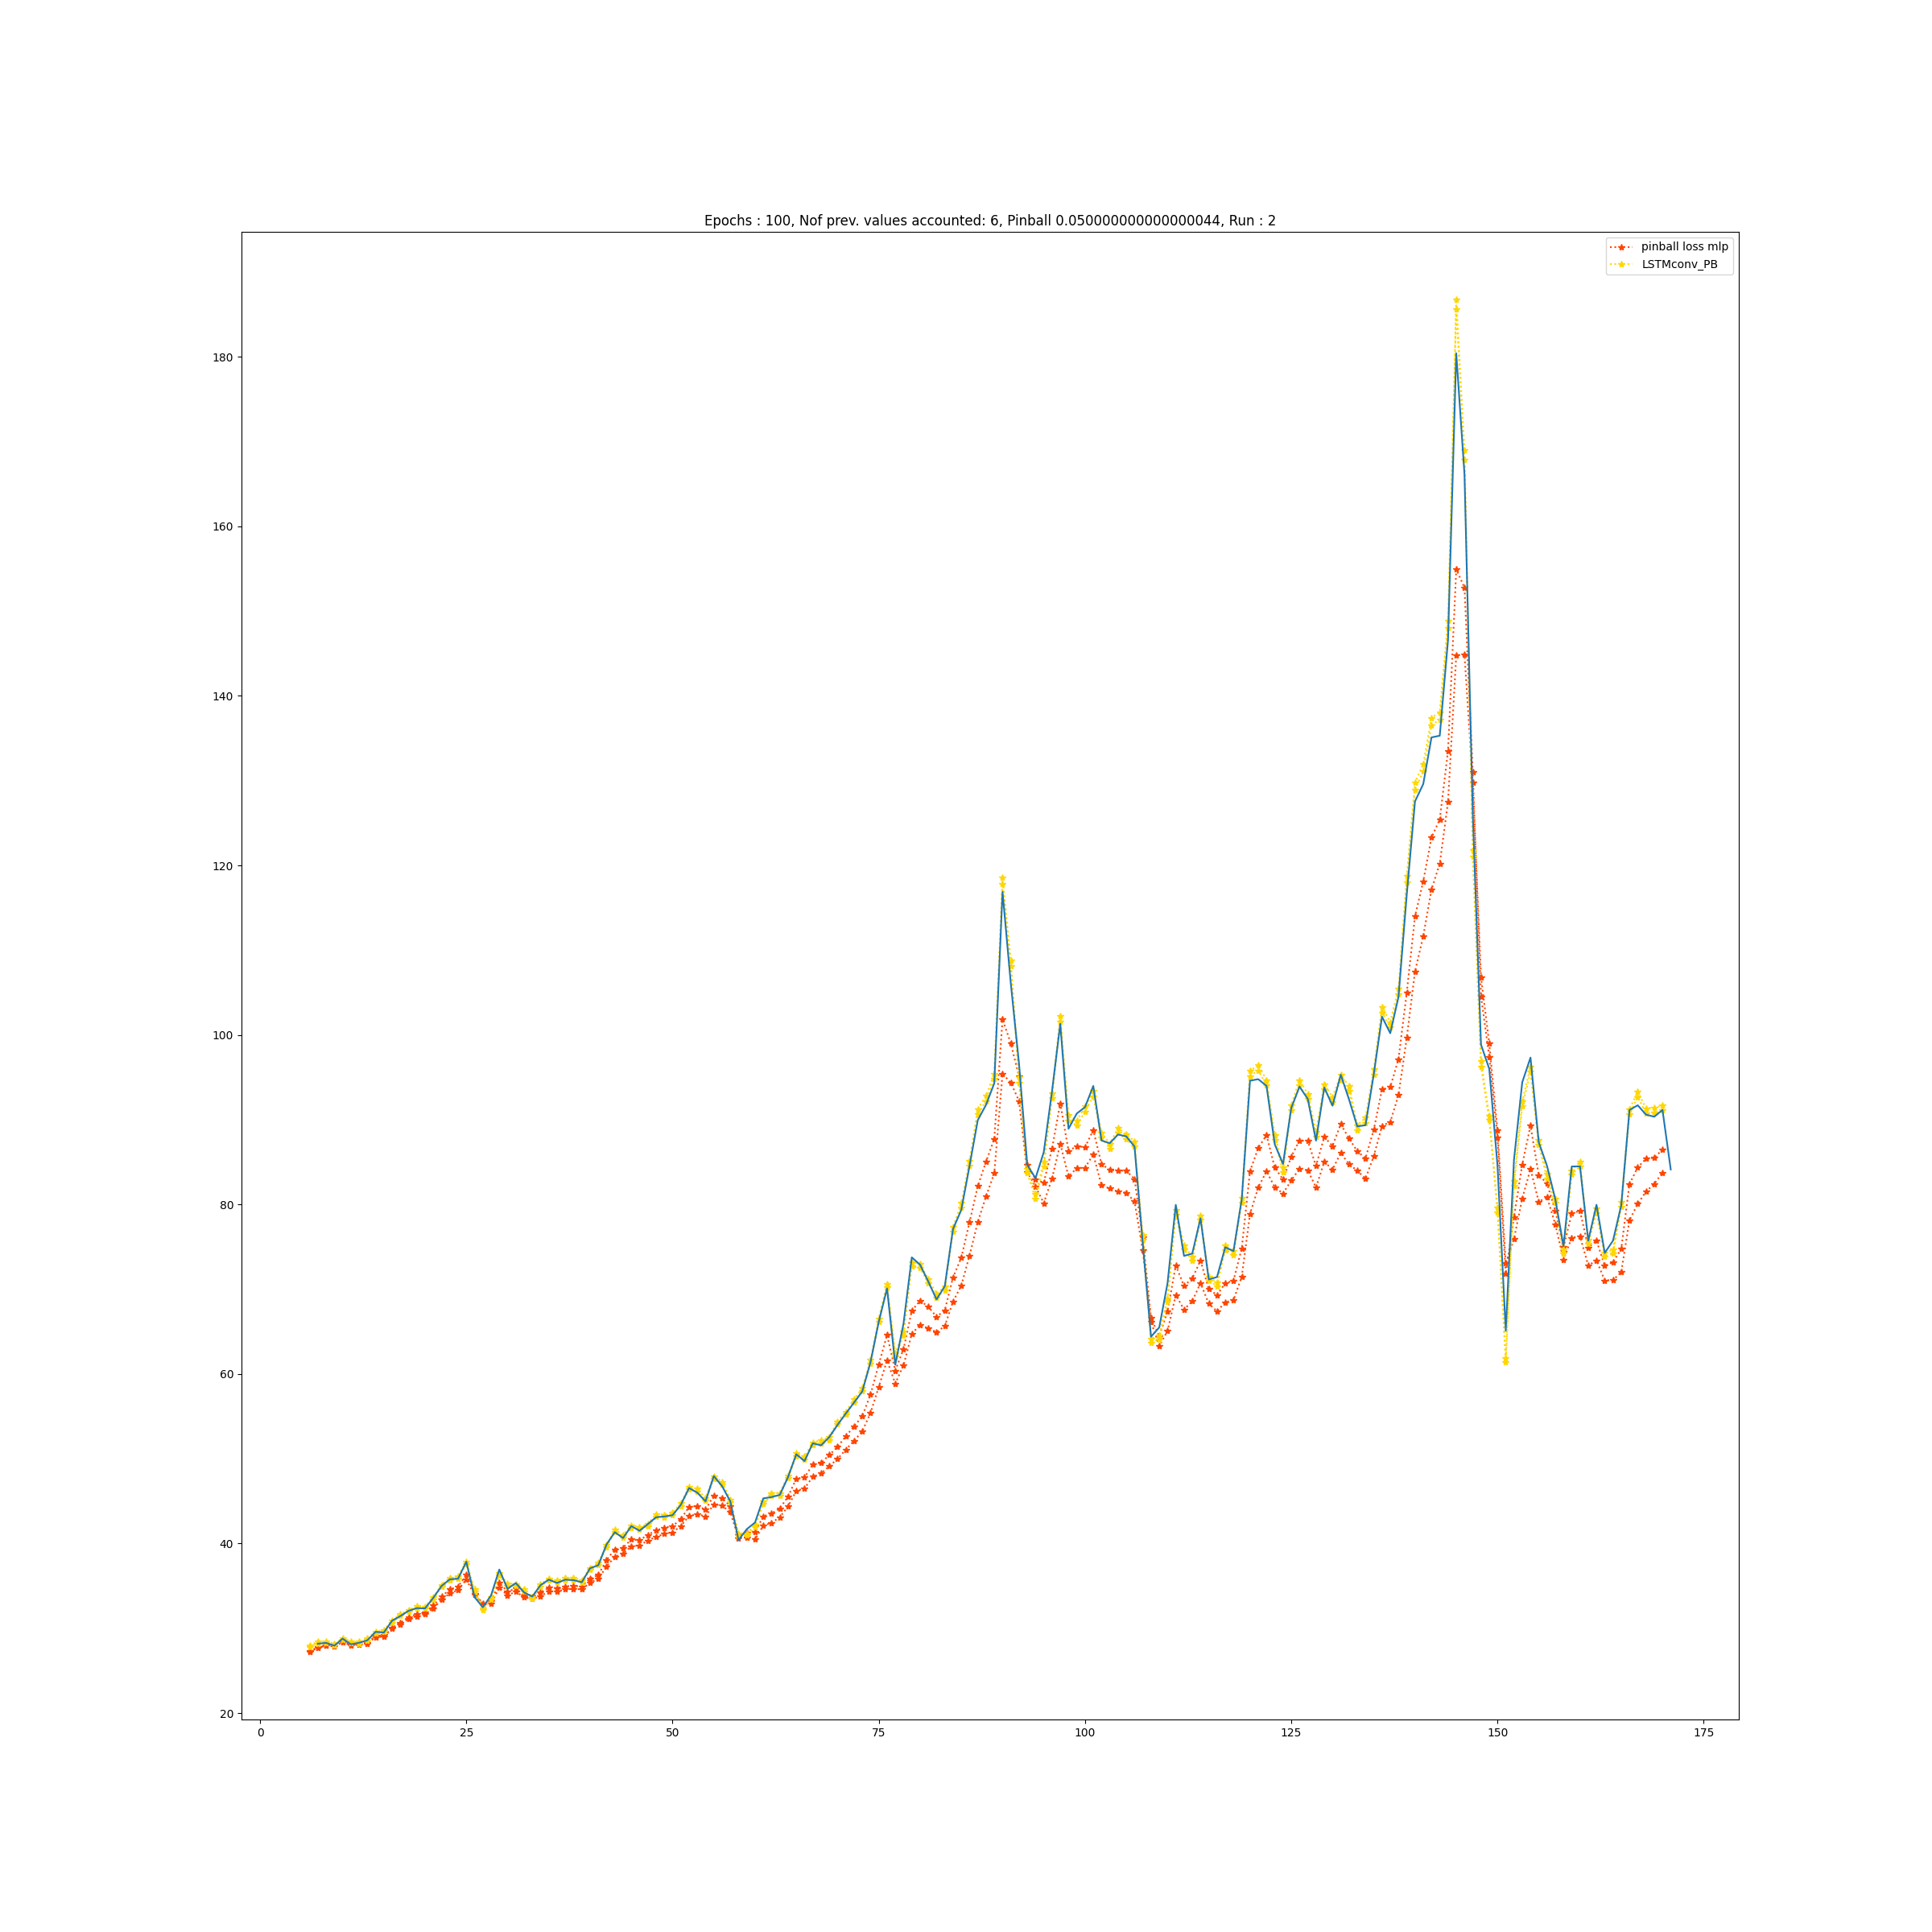 Epochs : 100, Nof prev. values accounted: 6, Pinball 0.050000000000000044, Run : 2
pinball loss mlp
LSTMconv_PB
180
160
140
120
100
80
60
40
20
0 25 50 75 100 125 150 175